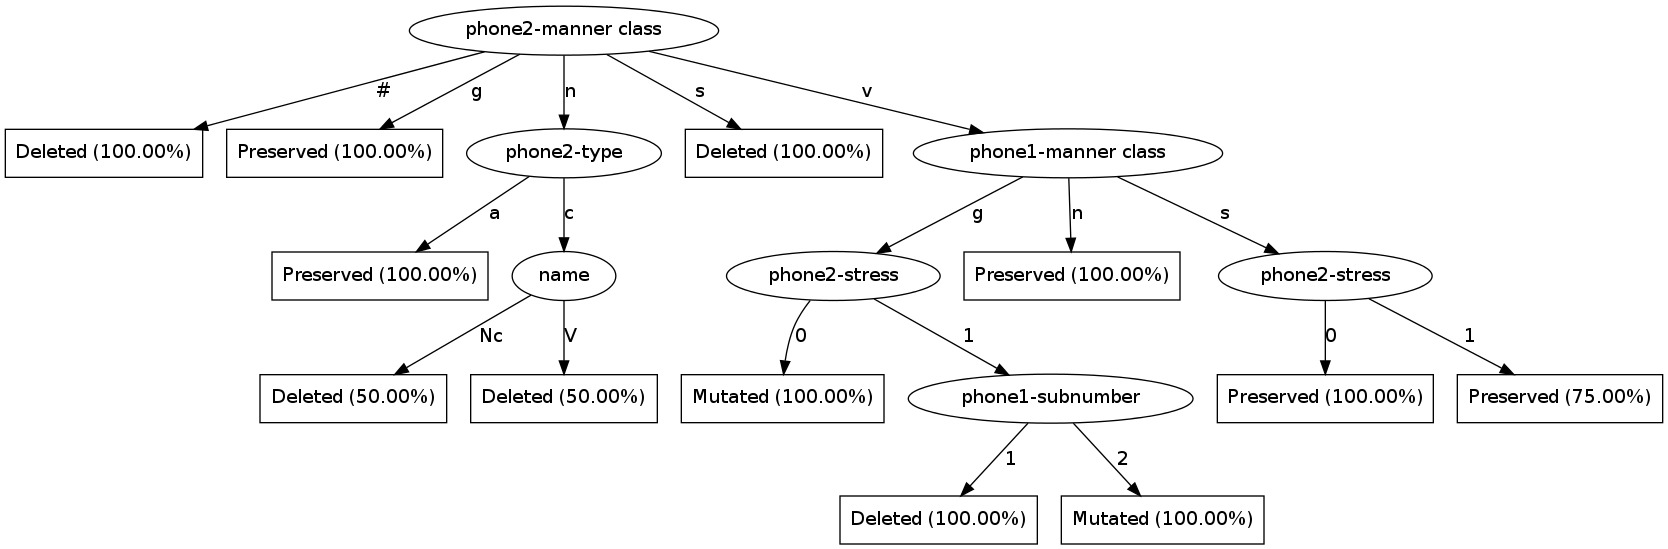 phone2-manner class
# g n s v
Deleted (100.00%) Preserved (100.00%) phone2-type Deleted (100.00%) phone1-manner class
a c g n s
Preserved (100.00%) name phone2-stress Preserved (100.00%) phone2-stress
Nc V 0 1 0 1
Deleted (50.00%) Deleted (50.00%) Mutated (100.00%) phone1-subnumber Preserved (100.00%) Preserved (75.00%)
1 2
Deleted (100.00%) Mutated (100.00%)